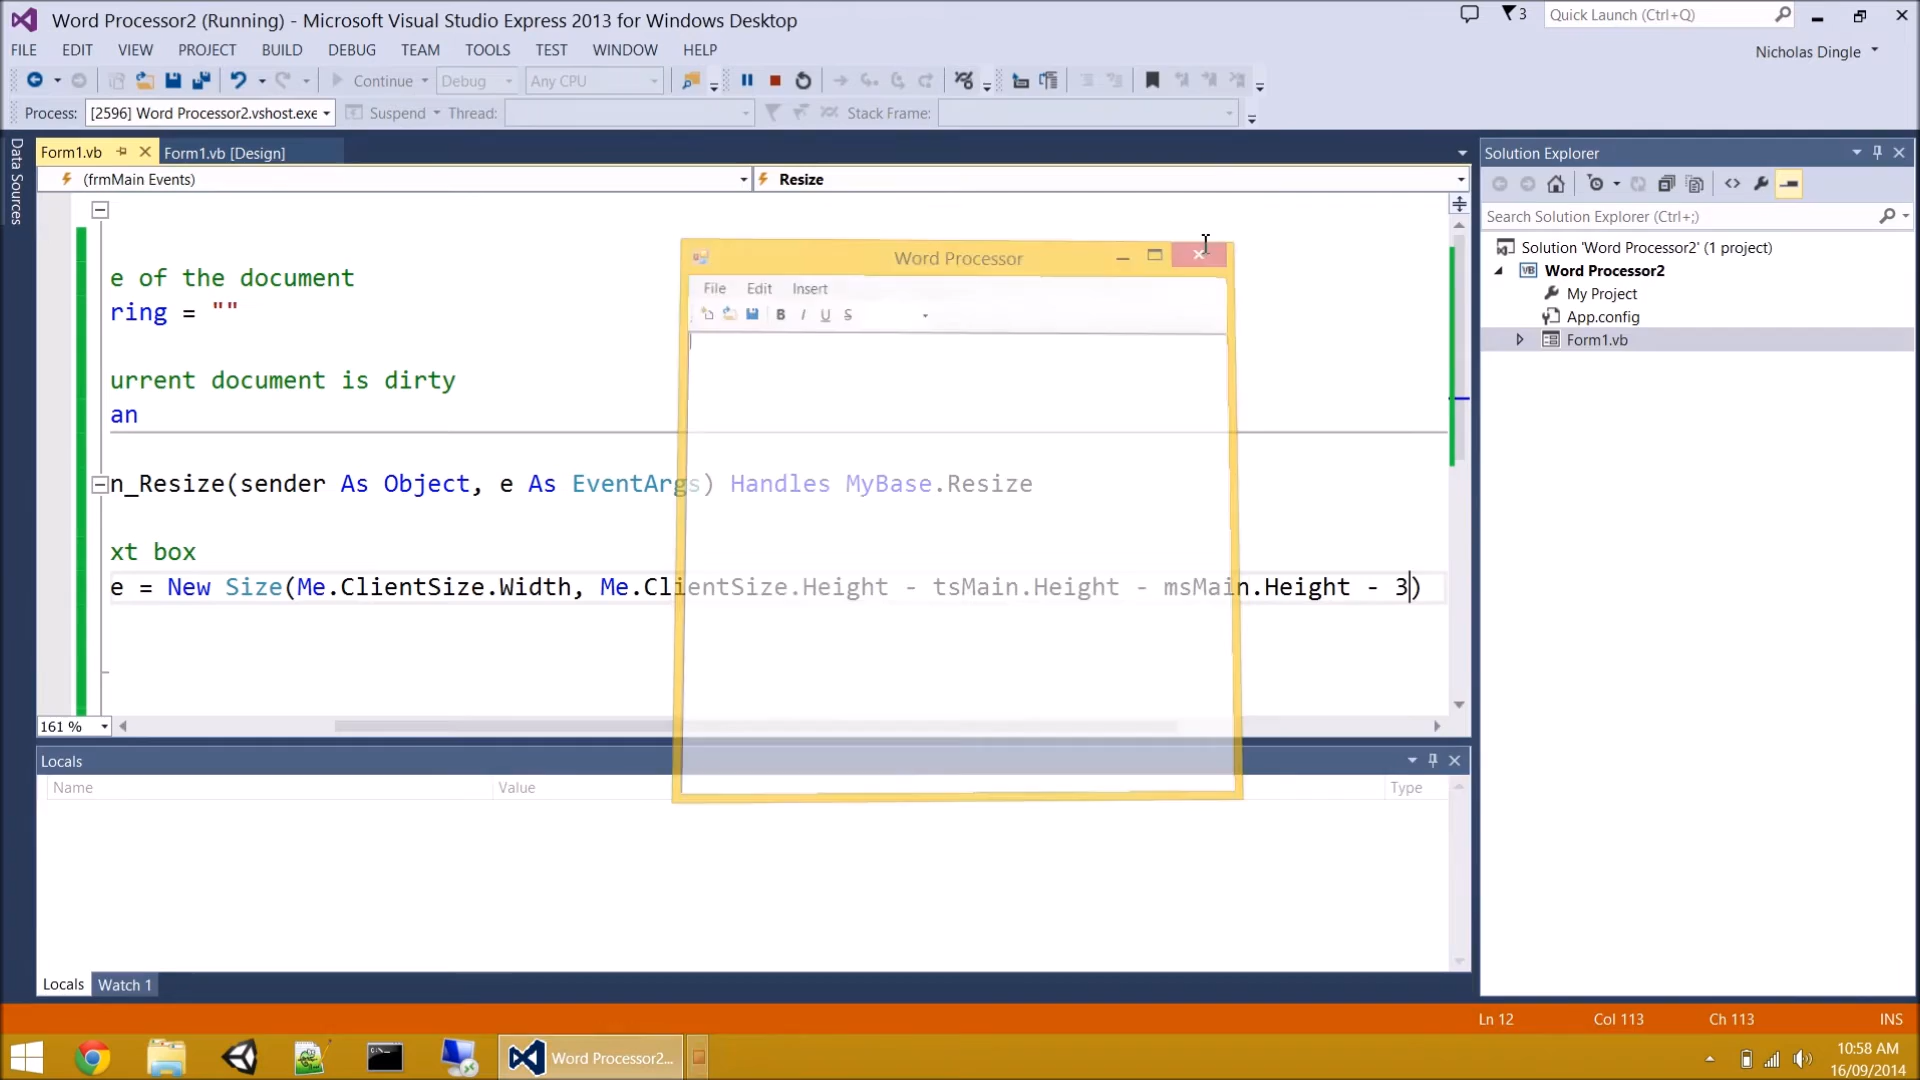 Word Processor2 (Running) - Microsoft Visual Studio Express 2013 for Windows Desktop
3
Quick Launch (Ctrl+Q)
FILE EDIT VIEW PROJECT BUILD DEBUG TEAM TOOLS TEST WINDOW HELP
Nicholas Dingle
Continue Debug Any CPU
Process: [2596] Word Processor2.vshost.exe Suspend Thread: Stack Frame:
Data Sources
Form1.vb Form1.vb [Design]
(frmMain Events) Resize
e of the document
ring = ""
urrent document is dirty
an
n_Resize(sender As Object, e As EventArgs) Handles MyBase.Resize
xt box
e = New Size(Me.ClientSize.Width, Me.ClientSize.Height - tsMain.Height - msMain.Height - 3)
161 %
Word Processor
File Edit Insert
B I U S
Solution Explorer
Search Solution Explorer (Ctrl+;)
Solution 'Word Processor2' (1 project)
VB Word Processor2
My Project
App.config
Form1.vb
Locals
Name Value Type
Locals Watch 1
Ln 12 Col 113 Ch 113 INS
Word Processor2...
10:58 AM
16/09/2014